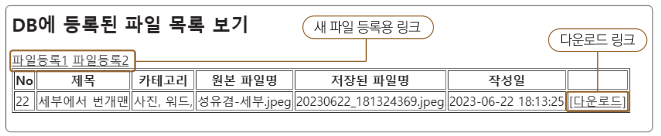 DB에 등록된 파일 목록 보기
새 파일 등록용 링크
다운로드 링크
파일등록1 파일등록2
No 제목 카테고리 원본 파일명 저장된 파일명 작성일
22 세부에서 번개맨 사진, 워드, 성유겸-세부.jpeg 20230622_181324369.jpeg 2023-06-22 18:13:25 [다운로드]